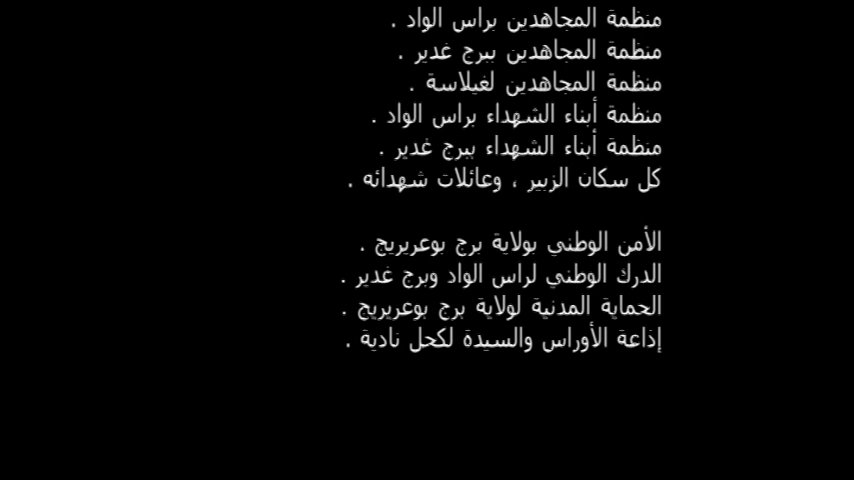 منظمة المجاهدين براس الواد .
منظمة المجاهدين ببرج غدير .
منظمة المجاهدين لغيلاسة .
منظمة أبناء الشهداء براس الواد .
منظمة أبناء الشهداء ببرج غدير .
كل سكان الزبير ، وعائلات شهدائه .
الأمن الوطني بولاية برج بوعريريج .
الدرك الوطني لراس الواد وبرج غدير .
الحماية المدنية لولاية برج بوعريريج .
إذاعة الأوراس والسيدة لكحل نادية .